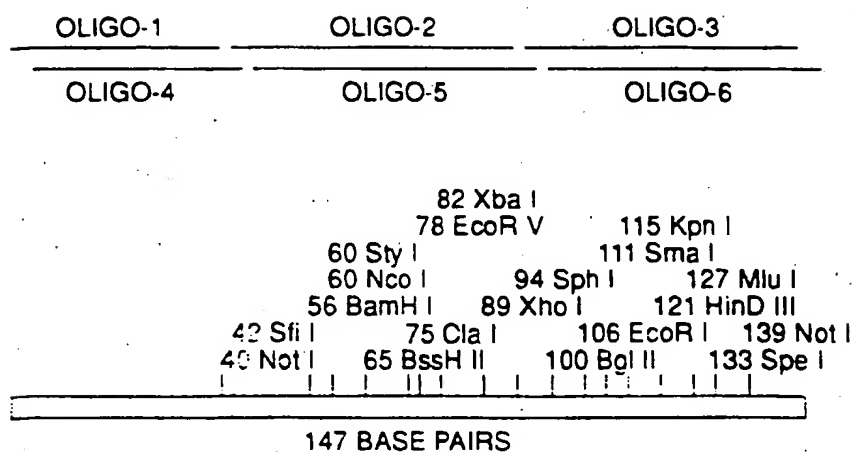 OLIGO-1 OLIGO-2 OLIGO-3
OLIGO-4 OLIGO-5 OLIGO-6
82 Xba I
78 EcoR V 115 Kpn I
60 Sty I 111 Sma I
60 Nco I 94 Sph I 127 Mlu I
56 BamH I 89 Xho I 121 HinD III
Sfi I 75 Cla I 106 EcoR I 139 Not I
Not I 65 BssH II 100 Bgl II 133 Spe I
147 BASE PAIRS